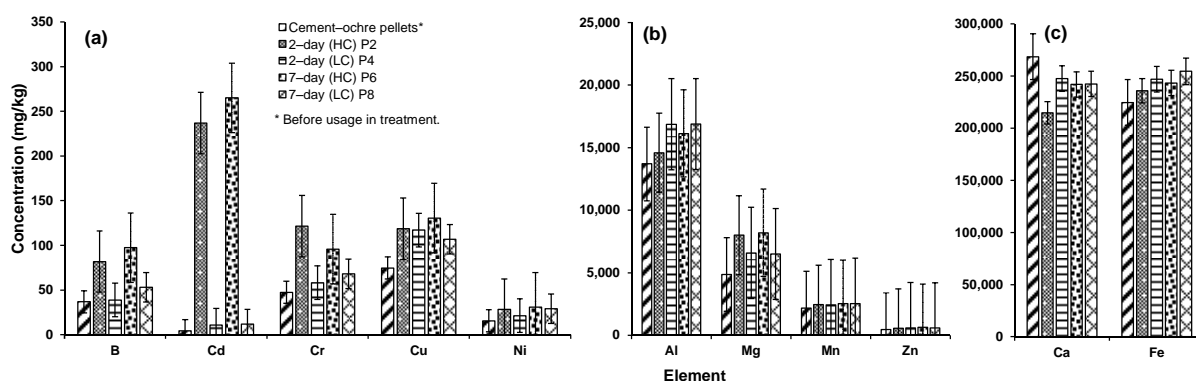 (a)
Cement–ochre pellets*
2–day (HC) P2
2–day (LC) P4
7–day (HC) P6
7–day (LC) P8
* Before usage in treatment.
Concentration (mg/kg)
350
300
250
200
150
100
50
0
B Cd Cr Cu Ni
(b)
25,000
20,000
15,000
10,000
5,000
0
Al Mg Mn Zn
(c)
300,000
250,000
200,000
150,000
100,000
50,000
0
Ca Fe
Element